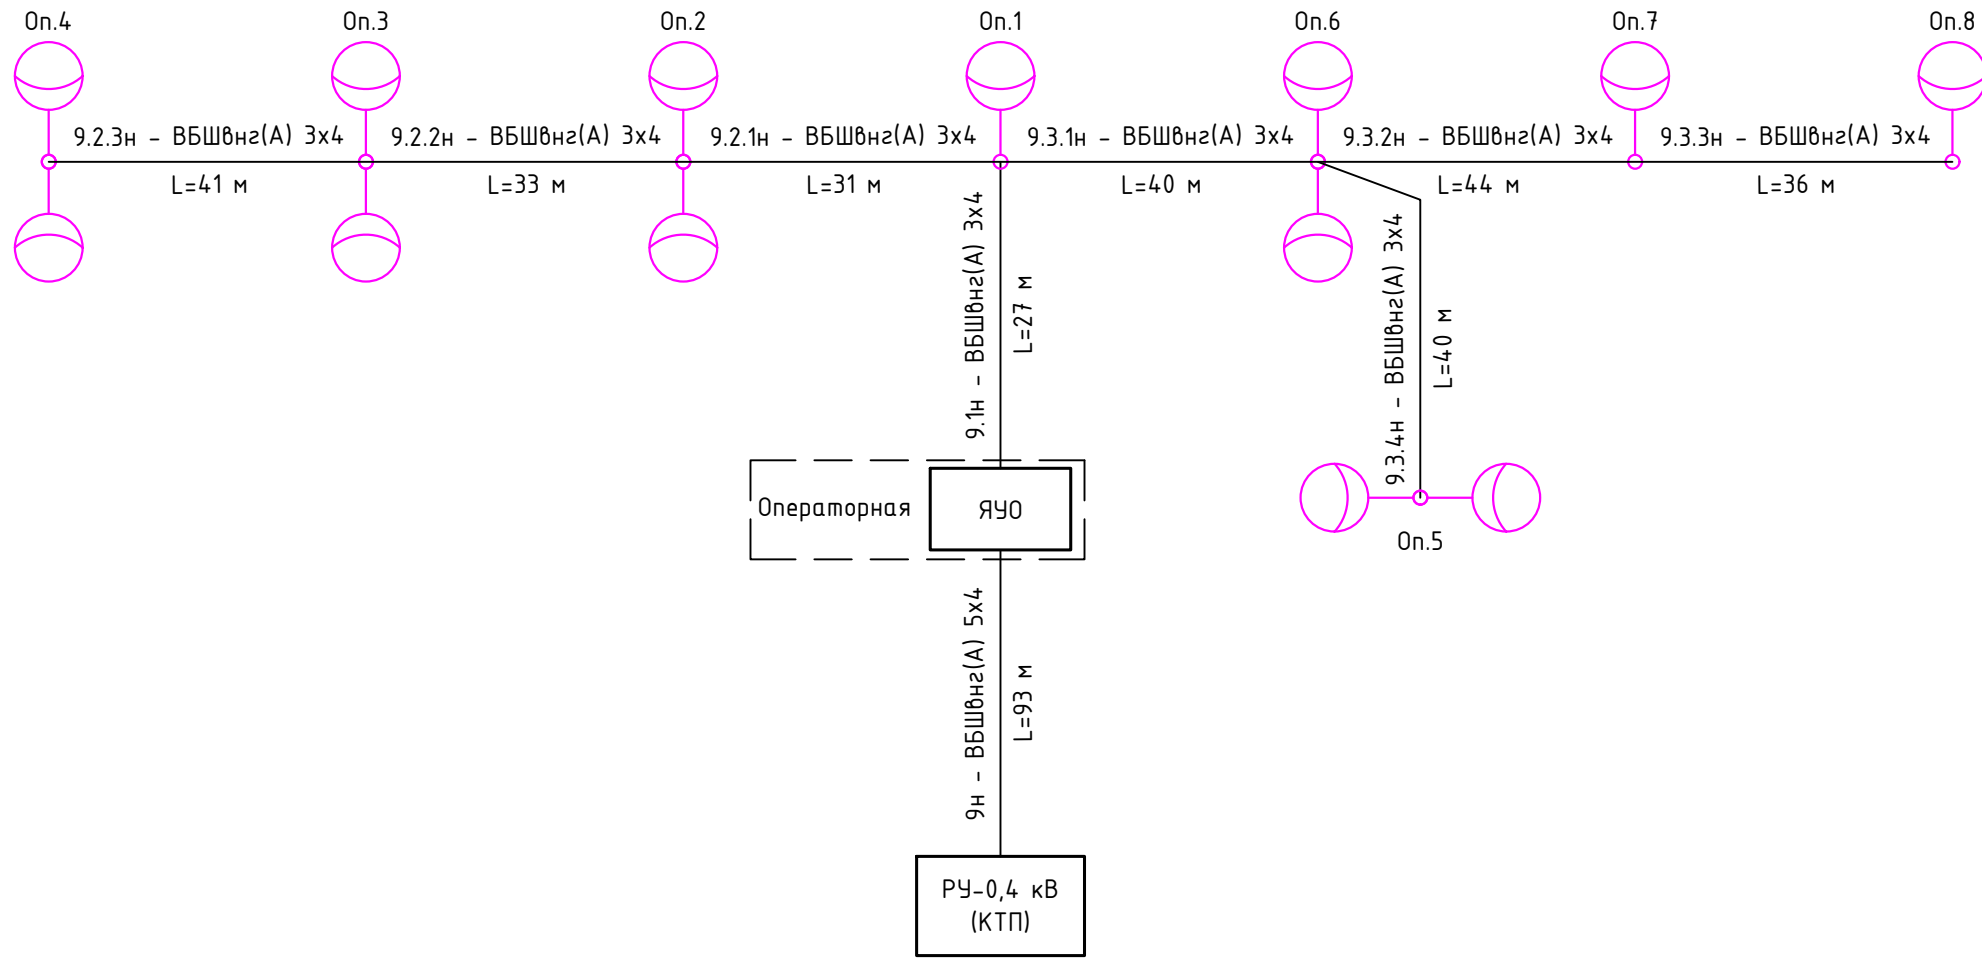 Оп.4
Оп.3
Оп.2
Оп.1
Оп.6
Оп.7
Оп.8
9.2.3н - ВБШвнг(А) 3х4
9.2.2н - ВБШвнг(А) 3х4
9.2.1н - ВБШвнг(А) 3х4
9.3.1н - ВБШвнг(А) 3х4
9.3.2н - ВБШвнг(А) 3х4
9.3.3н - ВБШвнг(А) 3х4
L=41 м
L=33 м
L=31 м
L=40 м
L=44 м
L=36 м
9.1н - ВБШвнг(А) 3х4
L=27 м
9.3.4н - ВБШвнг(А) 3х4
L=40 м
Операторная
ЯУО
Оп.5
9н - ВБШвнг(А) 5х4
L=93 м
РУ-0,4 кВ
(КТП)